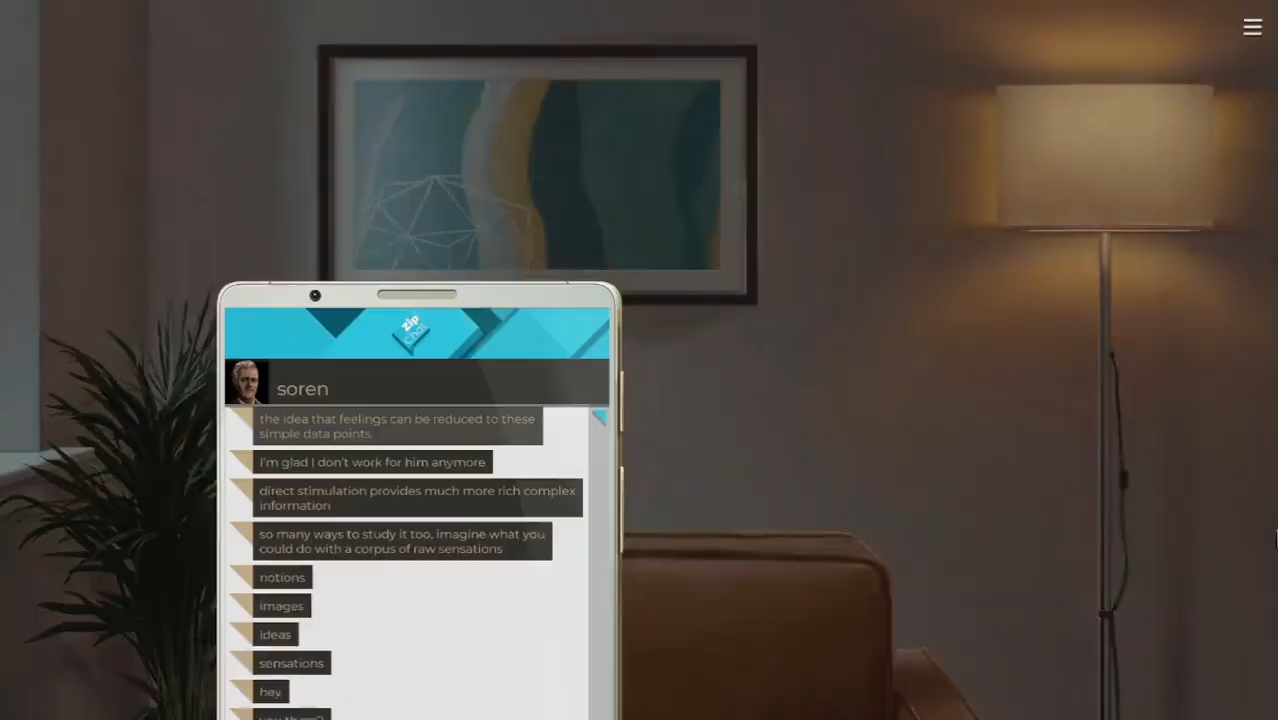 zip
chat
soren
the idea that feelings can be reduced to these
simple data points
I'm glad I don't work for him anymore
direct stimulation provides much more rich complex
information
so many ways to study it too, imagine what you
could do with a corpus of raw sensations
notions
images
ideas
sensations
hey
you there?